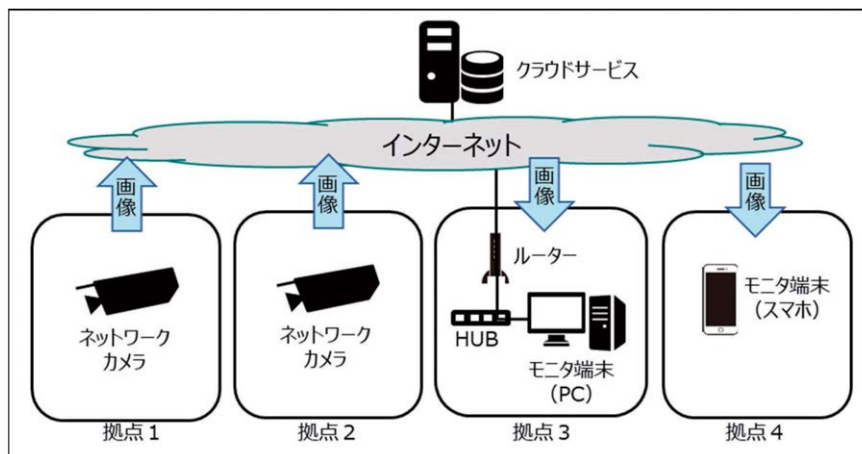 クラウドサービス
インターネット
画像
画像
画像
画像
ネットワーク
カメラ
ネットワーク
カメラ
ルーター
HUB
モニタ端末
(PC)
モニタ端末
(スマホ)
拠点1
拠点2
拠点3
拠点4